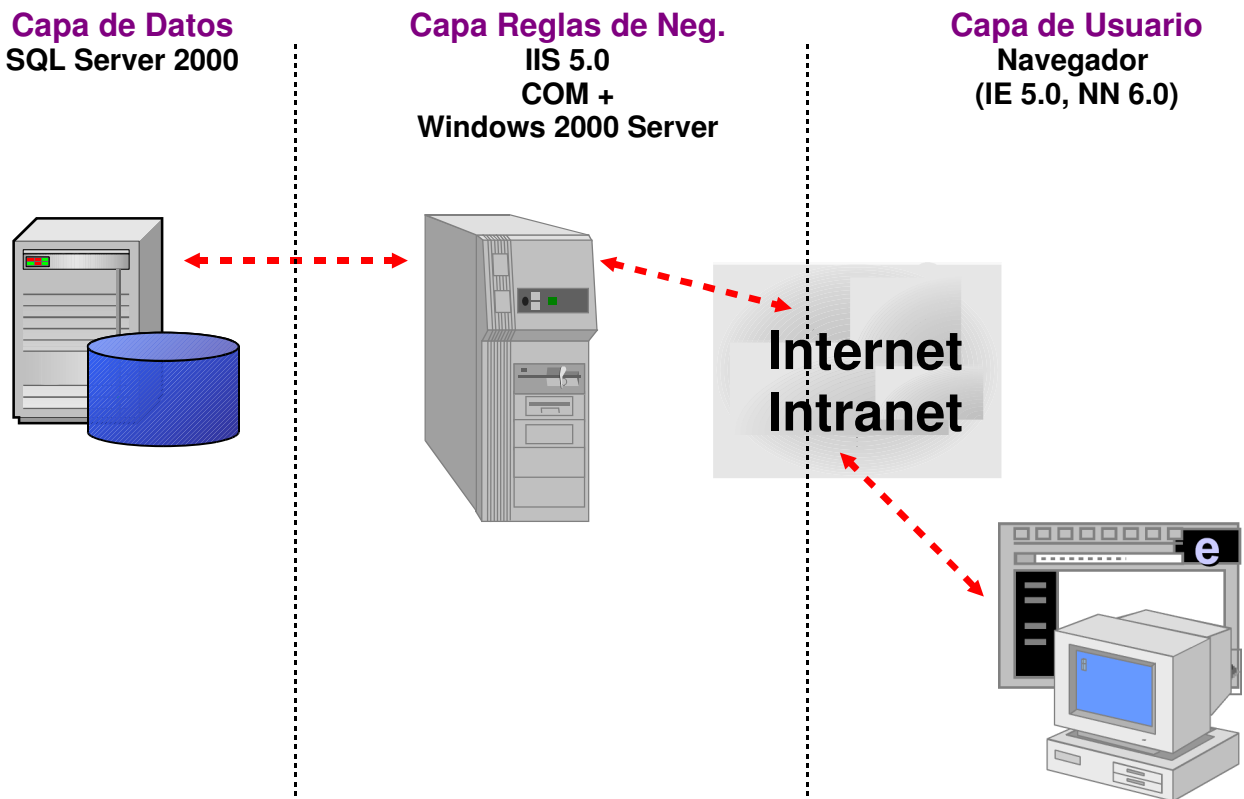 Capa de Datos
SQL Server 2000
Capa Reglas de Neg.
IIS 5.0
COM +
Windows 2000 Server
Capa de Usuario
Navegador
(IE 5.0, NN 6.0)
Internet
Intranet
e